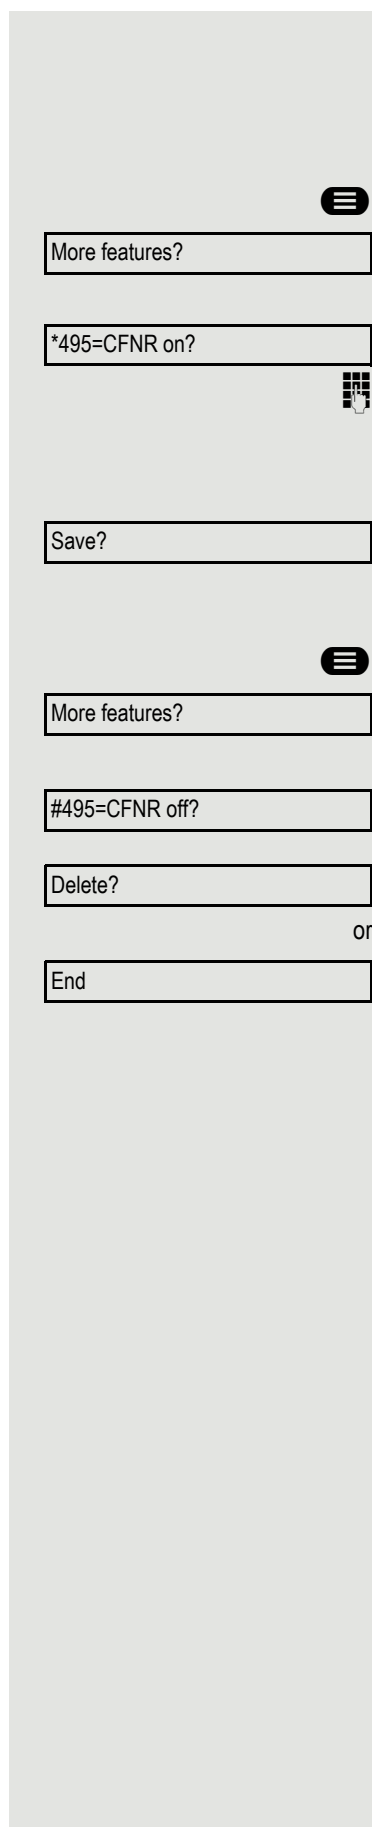 More features?
*495=CFNR on?
Save?
More features?
#495=CFNR off?
Delete?
or
End